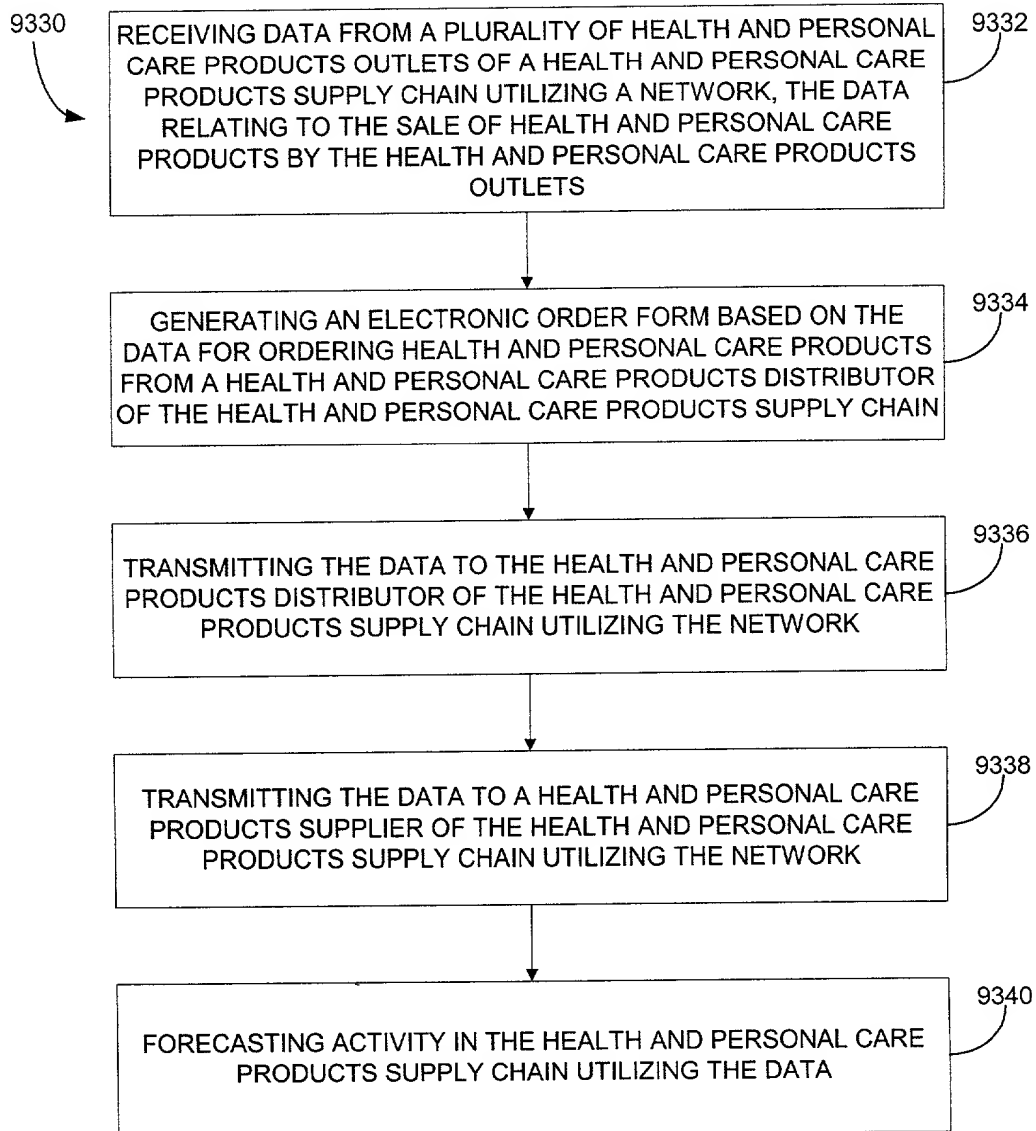 9330
RECEIVING DATA FROM A PLURALITY OF HEALTH AND PERSONAL
CARE PRODUCTS OUTLETS OF A HEALTH AND PERSONAL CARE
PRODUCTS SUPPLY CHAIN UTILIZING A NETWORK, THE DATA
RELATING TO THE SALE OF HEALTH AND PERSONAL CARE
PRODUCTS BY THE HEALTH AND PERSONAL CARE PRODUCTS
OUTLETS
9332
GENERATING AN ELECTRONIC ORDER FORM BASED ON THE
DATA FOR ORDERING HEALTH AND PERSONAL CARE PRODUCTS
FROM A HEALTH AND PERSONAL CARE PRODUCTS DISTRIBUTOR
OF THE HEALTH AND PERSONAL CARE PRODUCTS SUPPLY CHAIN
9334
TRANSMITTING THE DATA TO THE HEALTH AND PERSONAL CARE
PRODUCTS DISTRIBUTOR OF THE HEALTH AND PERSONAL CARE
PRODUCTS SUPPLY CHAIN UTILIZING THE NETWORK
9336
TRANSMITTING THE DATA TO A HEALTH AND PERSONAL CARE
PRODUCTS SUPPLIER OF THE HEALTH AND PERSONAL CARE
PRODUCTS SUPPLY CHAIN UTILIZING THE NETWORK
9338
FORECASTING ACTIVITY IN THE HEALTH AND PERSONAL CARE
PRODUCTS SUPPLY CHAIN UTILIZING THE DATA
9340